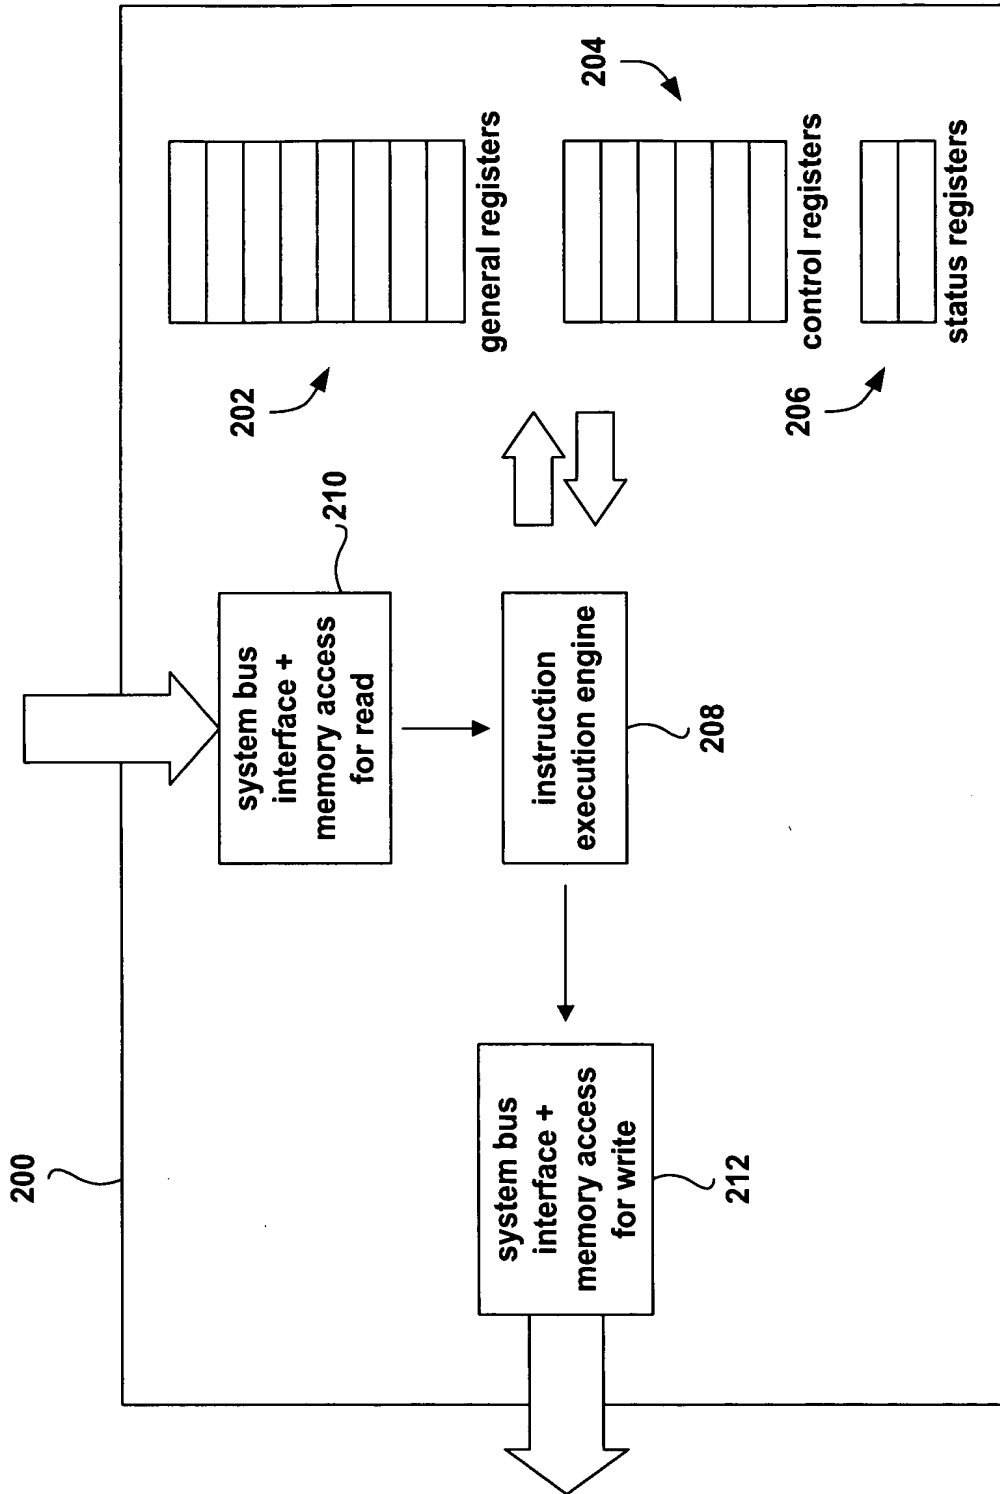 200
system bus
interface +
memory access
for write
212
system bus
interface +
memory access
for read
210
instruction
execution engine
208
202
general registers
204
control registers
206
status registers